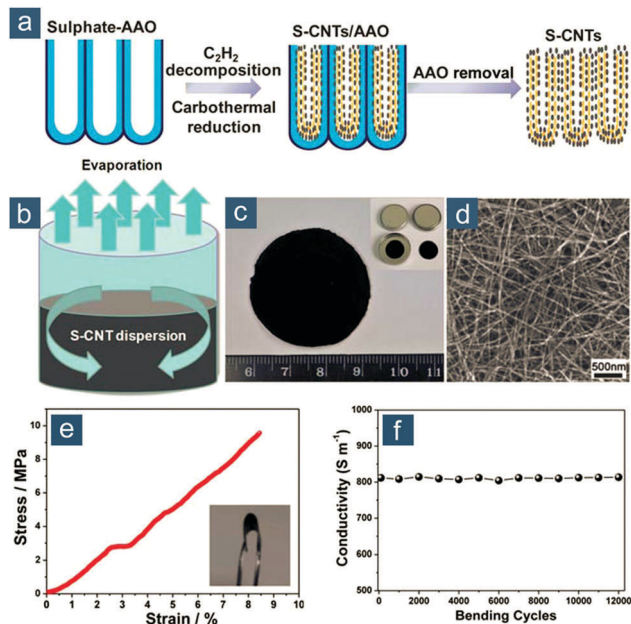 a
Sulphate-AAO
C₂H₂
decomposition
Carbothermal
reduction
S-CNTs/AAO
AAO removal
S-CNTs
Evaporation
b
S-CNT dispersion
c
6 7 8 9 10 11
d
500nm
e
Stress / MPa
10
8
6
4
2
0
0 1 2 3 4 5 6 7 8 9 10
Strain / %
f
Conductivity (S m⁻¹)
1000
900
800
700
600
500
0 2000 4000 6000 8000 10000 12000
Bending Cycles